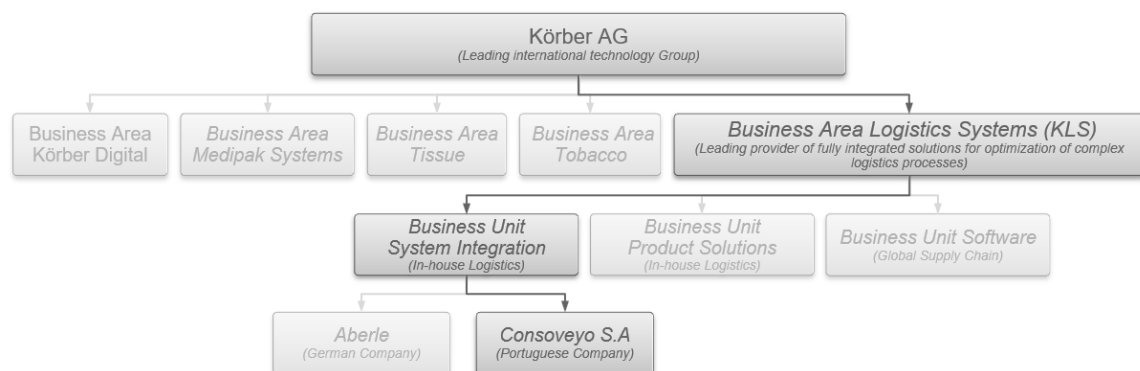 Körber AG
(Leading international technology Group)
Business Area
Körber Digital
Business Area
Medipak Systems
Business Area
Tissue
Business Area
Tobacco
Business Area Logistics Systems (KLS)
(Leading provider of fully integrated solutions for optimization of complex
logistics processes)
Business Unit
System Integration
(In-house Logistics)
Business Unit
Product Solutions
(In-house Logistics)
Business Unit Software
(Global Supply Chain)
Aberle
(German Company)
Consoveyo S.A
(Portuguese Company)